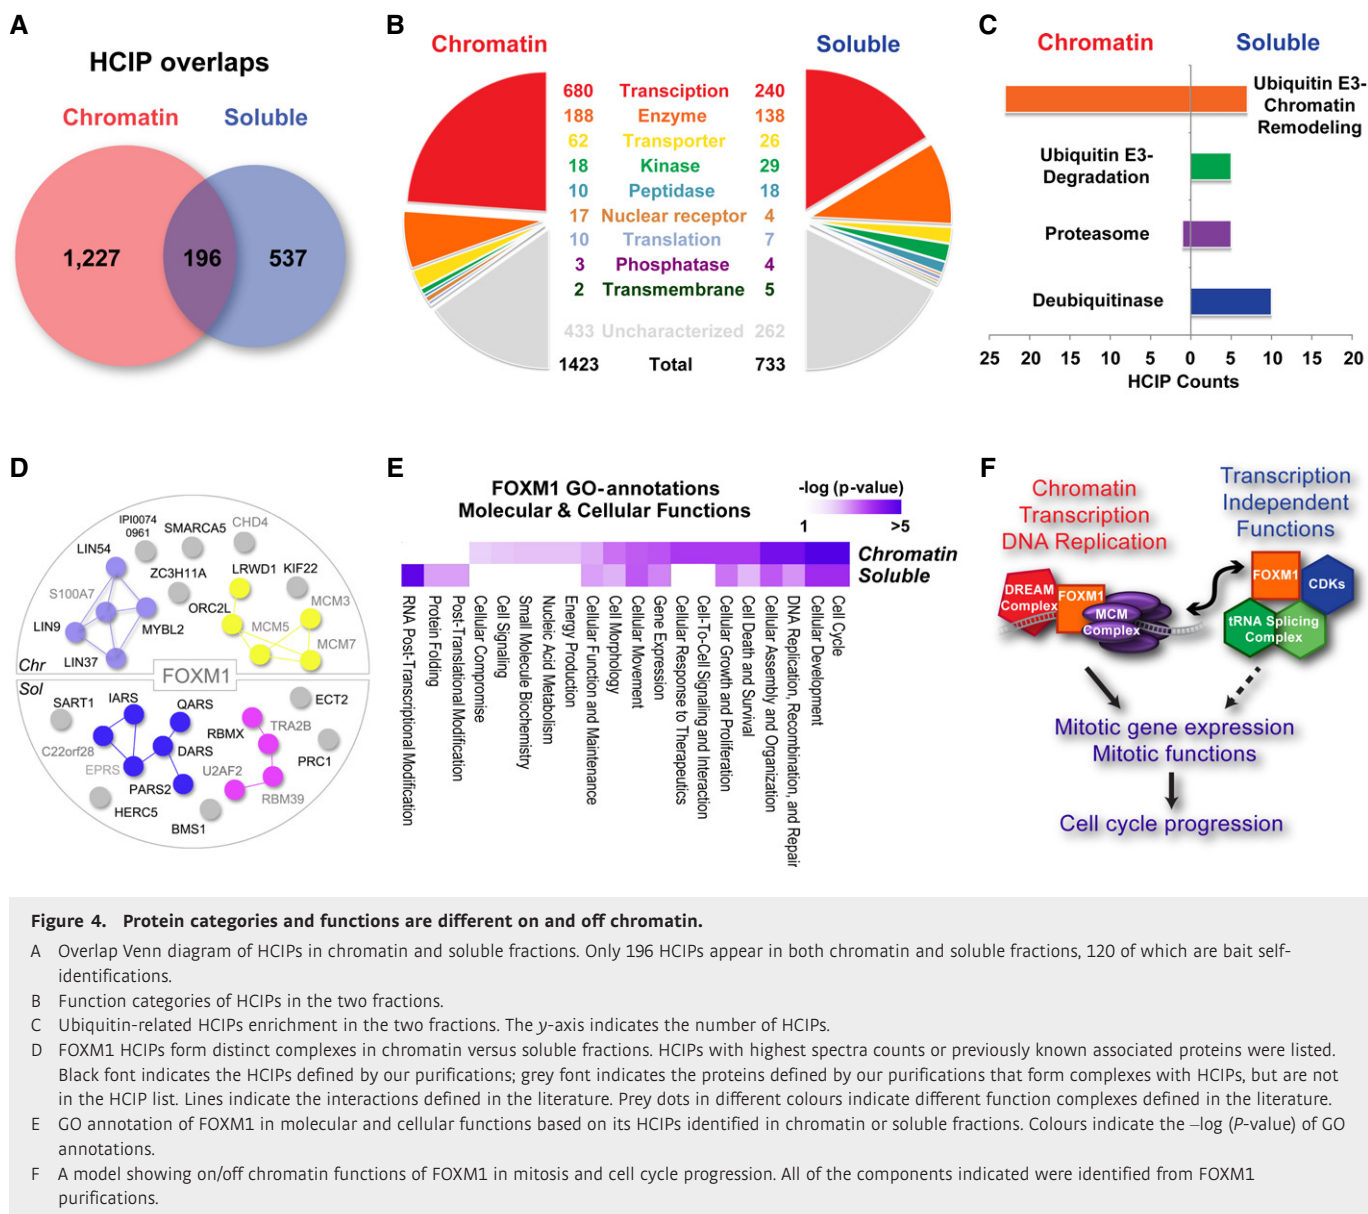 A
HCIP overlaps
Chromatin Soluble
1,227 196 537
B
Chromatin Soluble
680 Transciption 240
188 Enzyme 138
62 Transporter 26
18 Kinase 29
10 Peptidase 18
17 Nuclear receptor 4
10 Translation 7
3 Phosphatase 4
2 Transmembrane 5
433 Uncharacterized 262
1423 Total 733
C
Chromatin Soluble
Ubiquitin E3-
Chromatin
Remodeling
Ubiquitin E3-
Degradation
Proteasome
Deubiquitinase
25 20 15 10 5 0 5 10 15 20
HCIP Counts
D
IPI0074
0961
SMARCA5
CHD4
LIN54
ZC3H11A
LRWD1
KIF22
S100A7
ORC2L
MCM3
LIN9
MYBL2
MCM5
MCM7
LIN37
Chr
FOXM1
Sol
SART1
IARS
QARS
ECT2
RBMX
TRA2B
C22orf28
DARS
PRC1
EPRS
U2AF2
PARS2
RBM39
HERC5
BMS1
E
FOXM1 GO-annotations
Molecular & Cellular Functions
-log (p-value)
1 >5
Chromatin
Soluble
RNA Post-Transcriptional Modification
Protein Folding
Post-Translational Modification
Cellular Compromise
Cell Signaling
Small Molecule Biochemistry
Nucleic Acid Metabolism
Energy Production
Cellular Function and Maintenance
Cell Morphology
Cellular Movement
Gene Expression
Cellular Response to Therapeutics
Cell-To-Cell Signaling and Interaction
Cellular Growth and Proliferation
Cell Death and Survival
Cellular Assembly and Organization
DNA Replication, Recombination, and Repair
Cellular Development
Cell Cycle
F
Chromatin
Transcription
DNA Replication
Transcription
Independent
Functions
DREAM
Complex
FOXM1
MCM
Complex
FOXM1
CDKs
tRNA Splicing
Complex
Mitotic gene expression
Mitotic functions
Cell cycle progression
Figure 4. Protein categories and functions are different on and off chromatin.
A Overlap Venn diagram of HCIPs in chromatin and soluble fractions. Only 196 HCIPs appear in both chromatin and soluble fractions, 120 of which are bait self-
identifications.
B Function categories of HCIPs in the two fractions.
C Ubiquitin-related HCIPs enrichment in the two fractions. The y-axis indicates the number of HCIPs.
D FOXM1 HCIPs form distinct complexes in chromatin versus soluble fractions. HCIPs with highest spectra counts or previously known associated proteins were listed.
Black font indicates the HCIPs defined by our purifications; grey font indicates the proteins defined by our purifications that form complexes with HCIPs, but are not
in the HCIP list. Lines indicate the interactions defined in the literature. Prey dots in different colours indicate different function complexes defined in the literature.
E GO annotation of FOXM1 in molecular and cellular functions based on its HCIPs identified in chromatin or soluble fractions. Colours indicate the –log (P-value) of GO
annotations.
F A model showing on/off chromatin functions of FOXM1 in mitosis and cell cycle progression. All of the components indicated were identified from FOXM1
purifications.